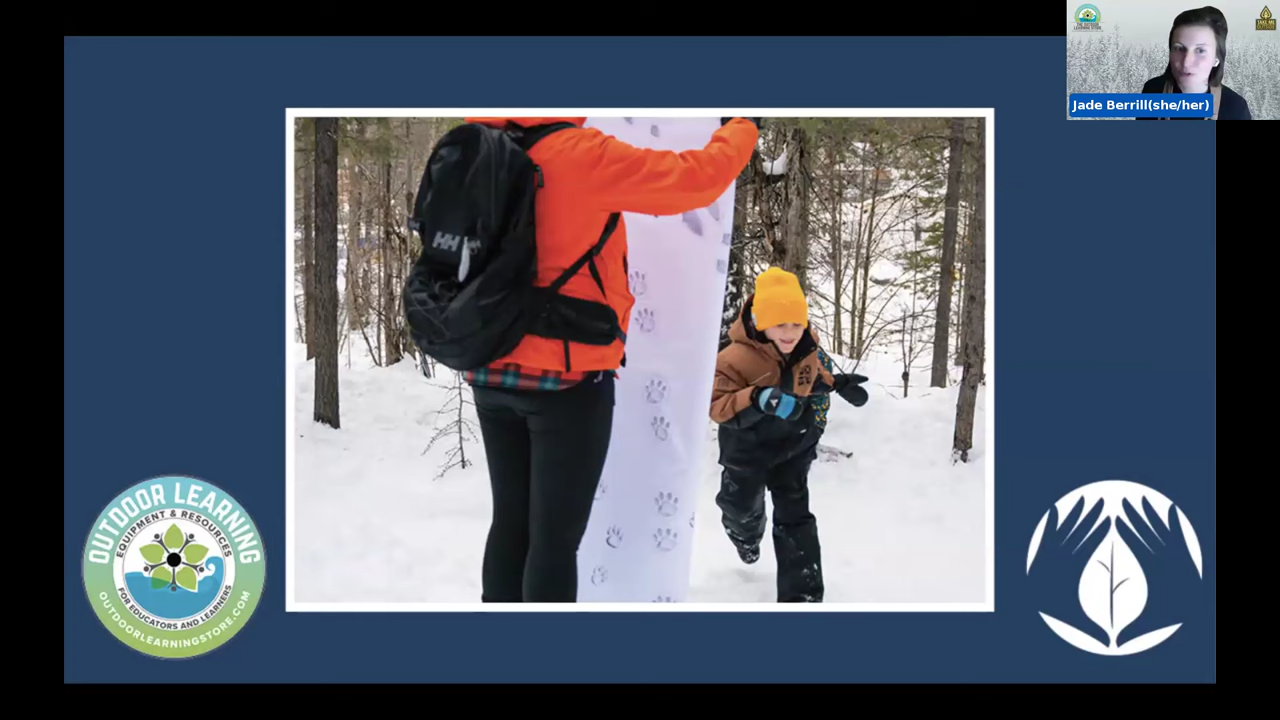 Jade Berrill(she/her)
HH
OUTDOOR LEARNING
EQUIPMENT & RESOURCES
FOR EDUCATORS AND LEARNERS
OUTDOORLEARNINGSTORE.COM